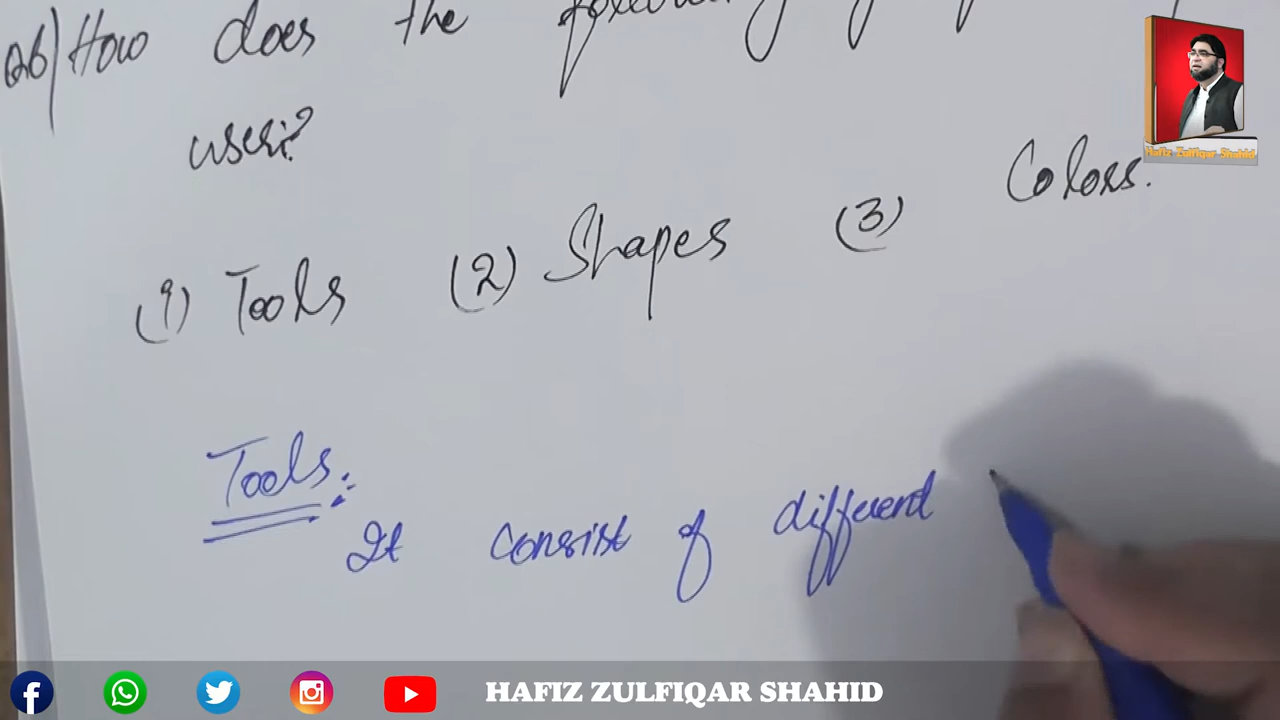 Q6) How does the following
user?
(1) Tools (2) Shapes (3) Colors.
Tools:
It consist of different
Hafiz Zulfiqar Shahid
HAFIZ ZULFIQAR SHAHID